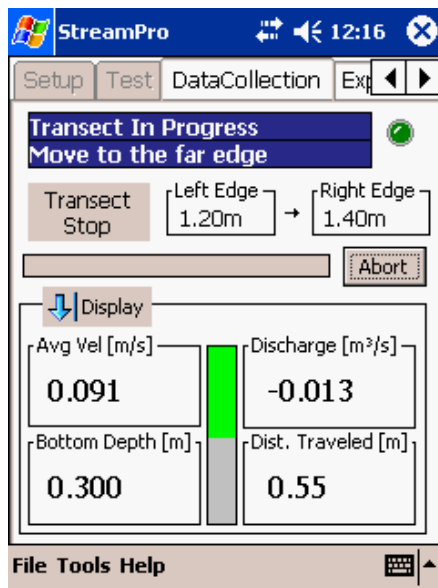 StreamPro 12:16
Setup Test DataCollection Exp
Transect In Progress
Move to the far edge
Transect
Stop
Left Edge
1.20m
→
Right Edge
1.40m
Abort
Display
Avg Vel [m/s]
0.091
Discharge [m³/s]
-0.013
Bottom Depth [m]
0.300
Dist. Traveled [m]
0.55
File Tools Help